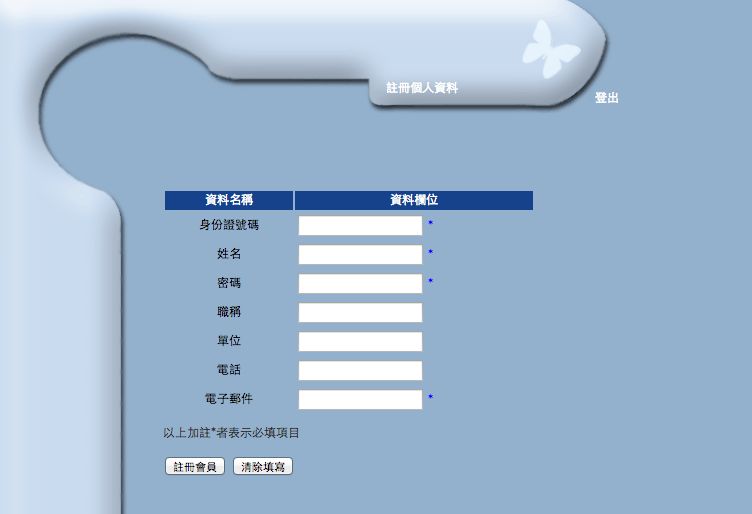 註冊個人資料
登出
資料名稱 資料欄位
身份證號碼 *
姓名 *
密碼 *
職稱
單位
電話
電子郵件 *
以上加註*者表示必填項目
註冊會員 清除填寫